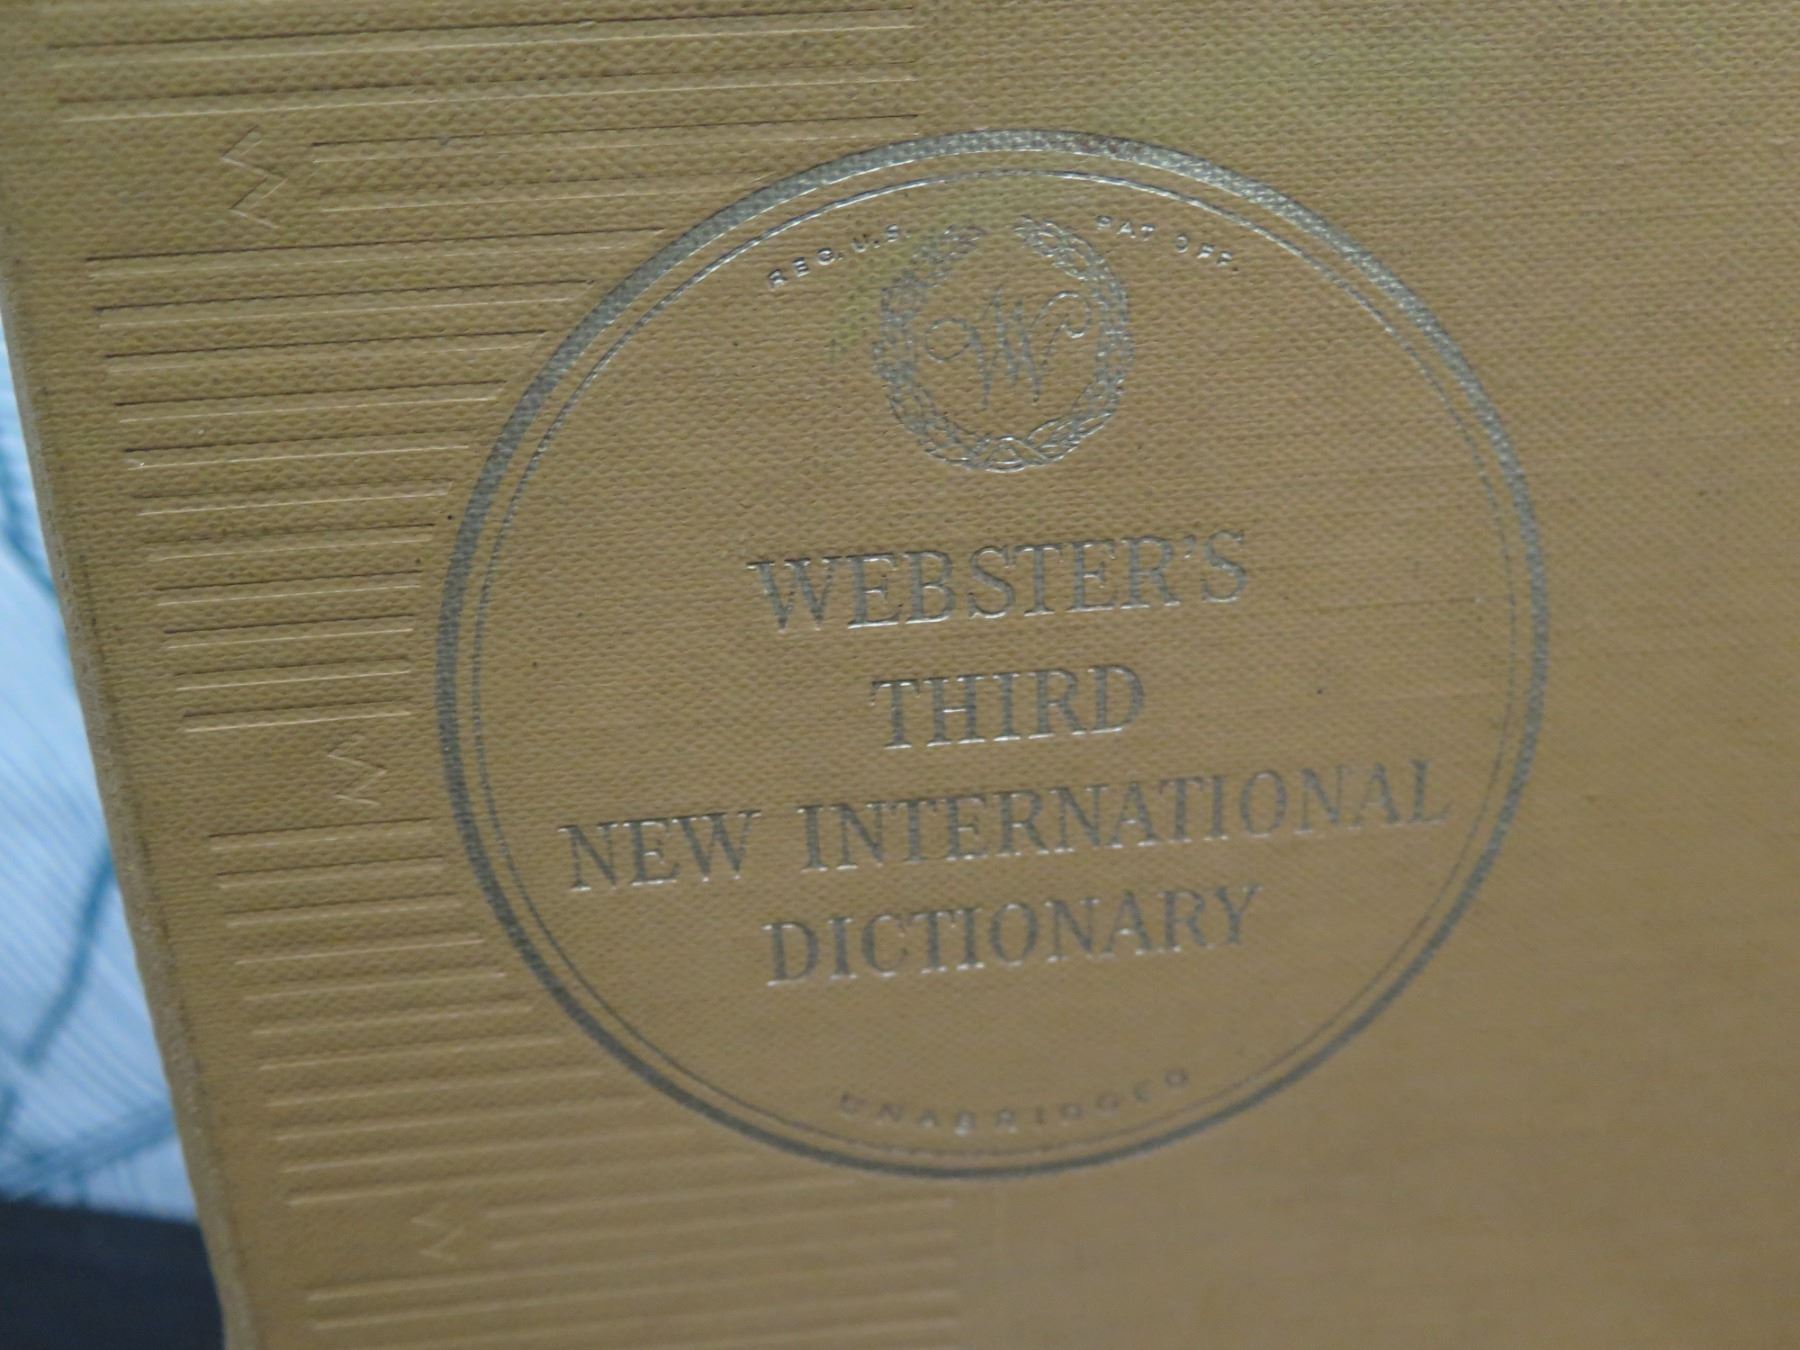 REG. U.S. PAT. OFF.
W
WEBSTER'S
THIRD
NEW INTERNATIONAL
DICTIONARY
UNABRIDGED